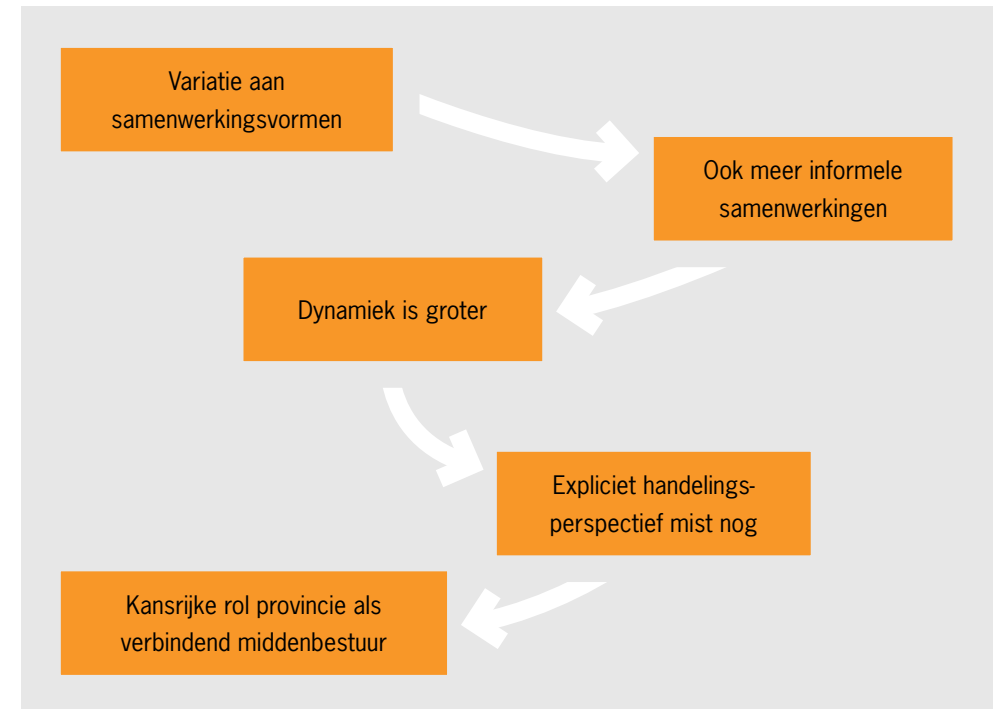 Variatie aan
samenwerkingsvormen
Ook meer informele
samenwerkingen
Dynamiek is groter
Expliciet handelings-
perspectief mist nog
Kansrijke rol provincie als
verbindend middenbestuur